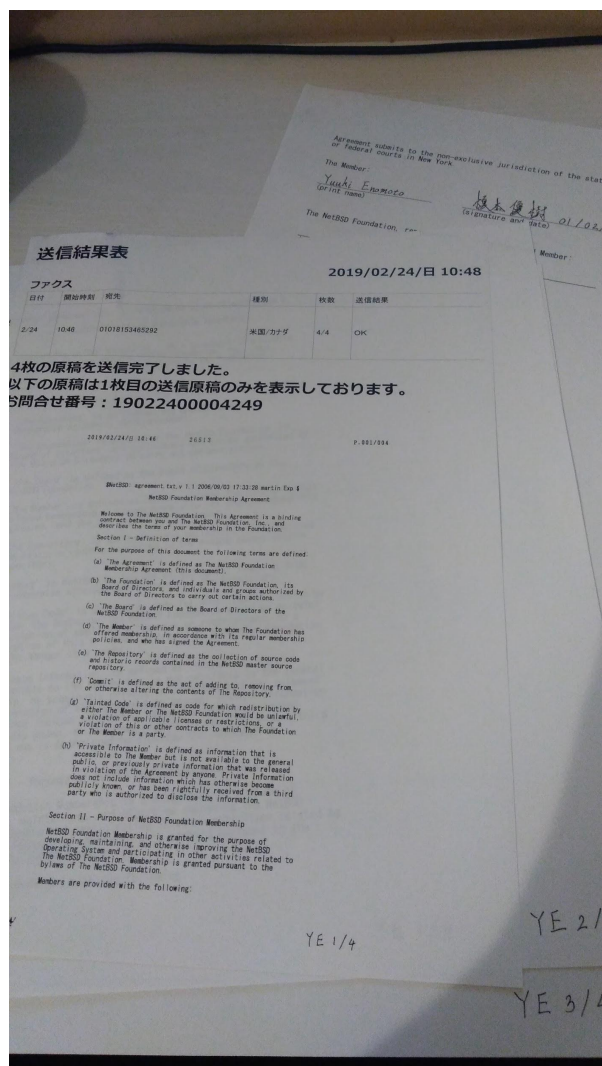 Agreement submits to the non-exclusive jurisdiction of the stat
or federal courts in New York
The Member:
Yuuki Enomoto
(print name)
(signature and date)
01/02
The NetBSD Foundation,
Member:
送信結果表
2019/02/24/日 10:48
ファクス
日付 開始時刻 宛先 種別 枚数 送信結果
2/24 10:46 01018153465292 米国/カナダ 4/4 OK
4枚の原稿を送信完了しました。
以下の原稿は1枚目の送信原稿のみを表示しております。
お問合せ番号：19022400004249
2019/02/24/日 10:46 26513 P.001/004
$NetBSD: agreement.txt,v 1.1 2006/06/03 17:33:28 martin Exp $
NetBSD Foundation Membership Agreement
Welcome to The NetBSD Foundation. This Agreement is a binding
contract between you and The NetBSD Foundation, Inc., and
describes the terms of your membership in the Foundation.
Section I - Definition of terms
For the purpose of this document the following terms are defined.
(a) 'The Agreement' is defined as The NetBSD Foundation
Membership Agreement (this document).
(b) 'The Foundation' is defined as The NetBSD Foundation, its
Board of Directors, and individuals and groups authorized by
the Board of Directors to carry out certain actions.
(c) 'The Board' is defined as the Board of Directors of the
NetBSD Foundation.
(d) 'The Member' is defined as someone to whom The Foundation has
offered membership, in accordance with its regular membership
policies, and who has signed the Agreement.
(e) 'The Repository' is defined as the collection of source code
and historic records contained in the NetBSD master source
repository.
(f) 'Commit' is defined as the act of adding to, removing from,
or otherwise altering the contents of The Repository.
(g) 'Tainted Code' is defined as code for which redistribution by
either The Member or The NetBSD Foundation would be unlawful,
a violation of applicable licenses or restrictions, or a
violation of this or other contracts to which The Foundation
or The Member is a party.
(h) 'Private Information' is defined as information that is
accessible to The Member but is not available to the general
public, or previously private information that was released
in violation of the Agreement by anyone. Private Information
does not include information which has otherwise become
publicly known, or has been rightfully received from a third
party who is authorized to disclose the information.
Section II - Purpose of NetBSD Foundation Membership
NetBSD Foundation Membership is granted for the purpose of
developing, maintaining, and otherwise improving the NetBSD
Operating System and participating in other activities related to
The NetBSD Foundation. Membership is granted pursuant to the
bylaws of The NetBSD Foundation.
Members are provided with the following:
YE 1/4
YE 2/
YE 3/4